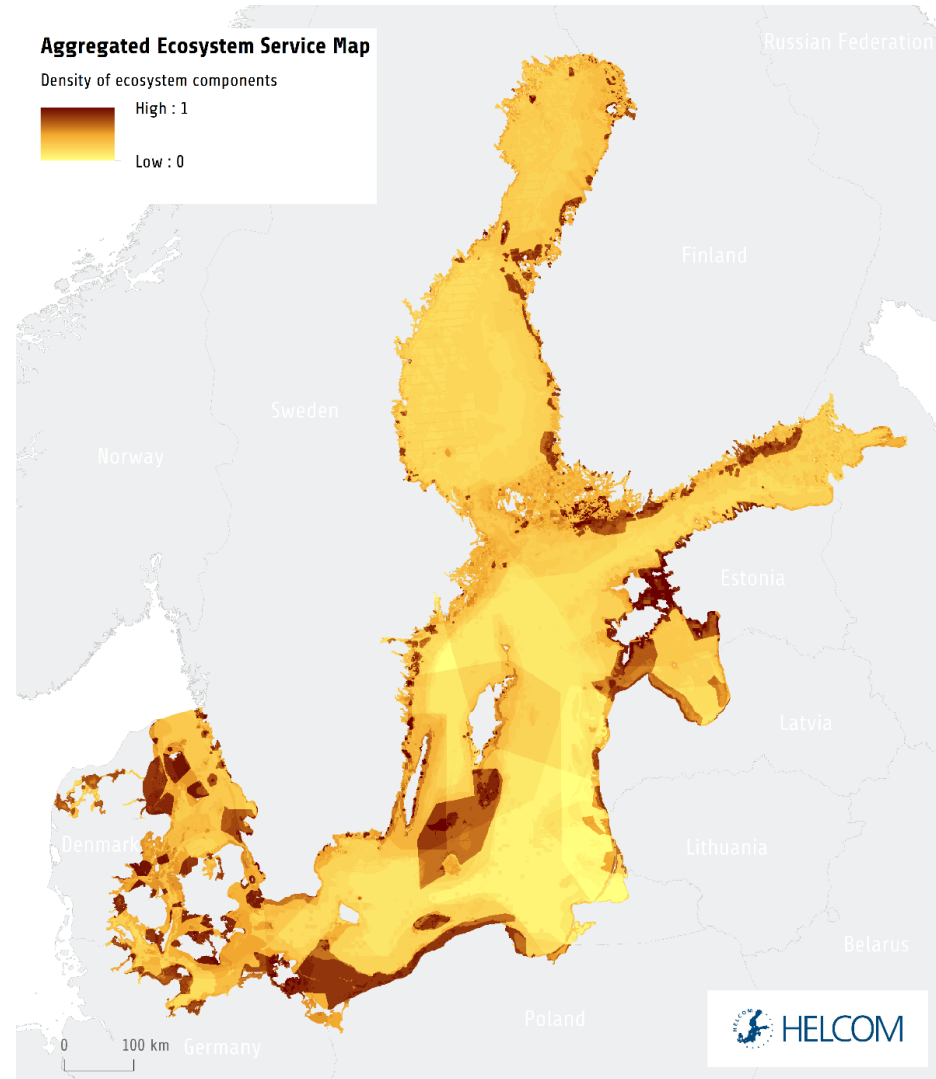 Aggregated Ecosystem Service Map
Density of ecosystem components
High : 1
Low : 0
Russian Federation
Finland
Sweden
Norway
Estonia
Latvia
Denmark
Lithuania
Belarus
Poland
Germany
0 100 km
HELCOM
HELCOM